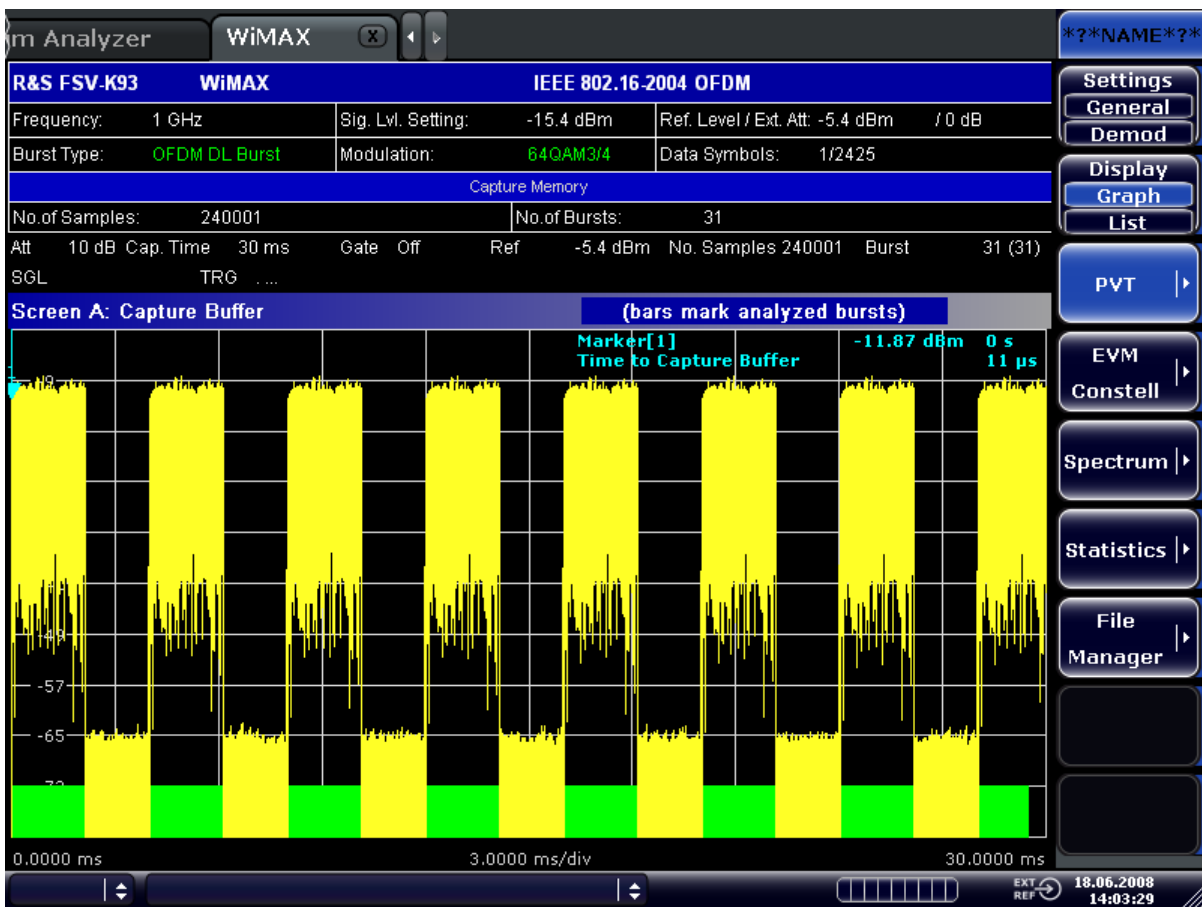 m Analyzer WiMAX X
*?*NAME*?*
R&S FSV-K93 WiMAX IEEE 802.16-2004 OFDM
Frequency: 1 GHz Sig. Lvl. Setting: -15.4 dBm Ref. Level / Ext. Att: -5.4 dBm / 0 dB
Burst Type: OFDM DL Burst Modulation: 64QAM3/4 Data Symbols: 1/2425
Capture Memory
No.of Samples: 240001 No.of Bursts: 31
Att 10 dB Cap. Time 30 ms Gate Off Ref -5.4 dBm No. Samples 240001 Burst 31 (31)
SGL TRG . ...
Screen A: Capture Buffer (bars mark analyzed bursts)
Marker[1] -11.87 dBm 0 s
Time to Capture Buffer 11 µs
-49
-57
-65
0.0000 ms 3.0000 ms/div 30.0000 ms
Settings
General
Demod
Display
Graph
List
PVT
EVM
Constell
Spectrum
Statistics
File
Manager
EXT
REF
18.06.2008
14:03:29